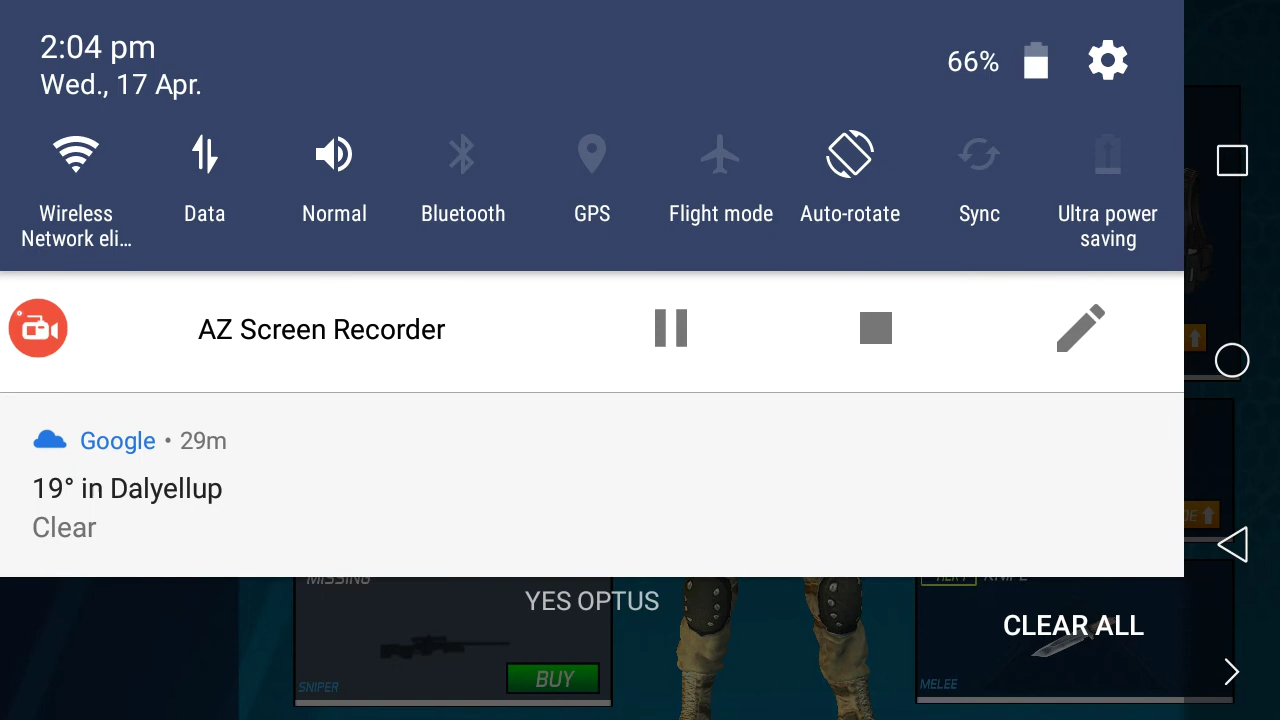 2:04 pm
66%
Wed., 17 Apr.
Wireless
Network eli...
Data
Normal
Bluetooth
GPS
Flight mode
Auto-rotate
Sync
Ultra power
saving
AZ Screen Recorder
Google • 29m
19° in Dalyellup
Clear
MISSING
KNIFE
YES OPTUS
CLEAR ALL
BUY
SNIPER
MELEE